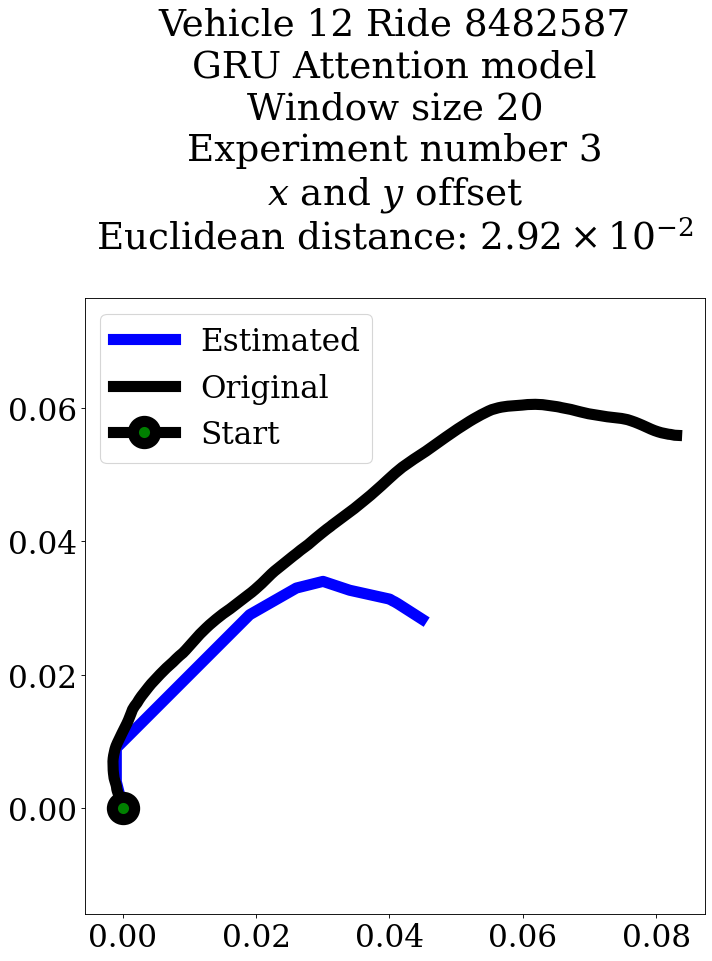 Vehicle 12 Ride 8482587
GRU Attention model
Window size 20
Experiment number 3
x and y offset
Euclidean distance: 2.92 × 10⁻²
Estimated
Original
Start
0.06
0.04
0.02
0.00
0.00 0.02 0.04 0.06 0.08